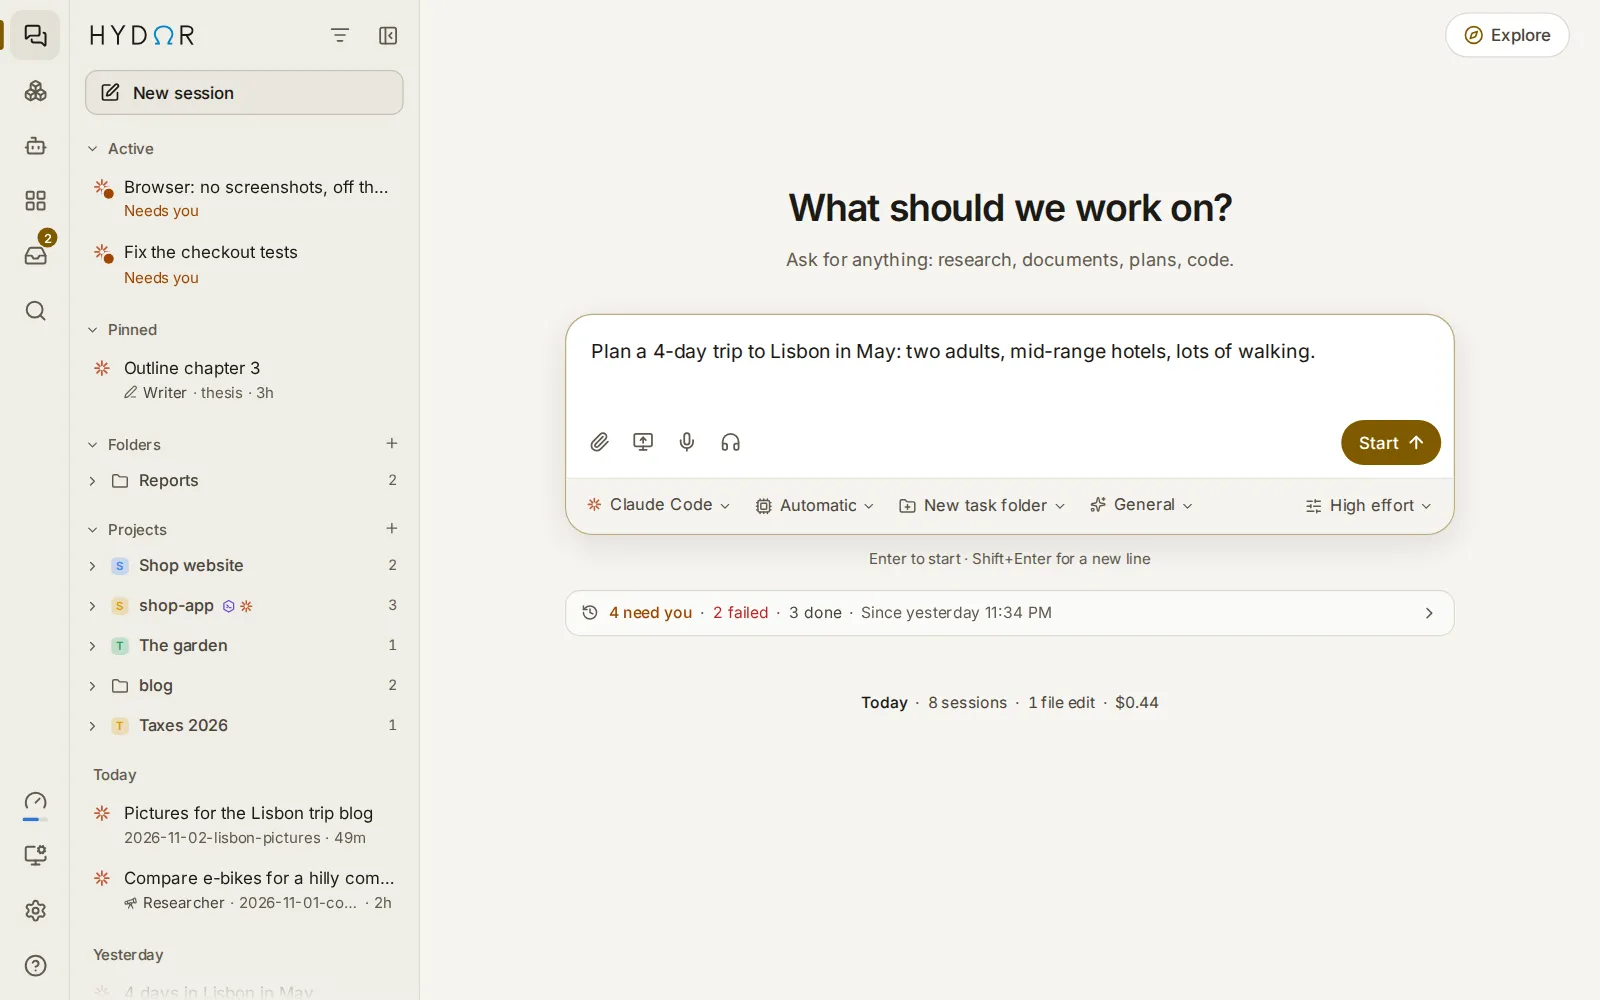 HYDΩR
New session
Active
Browser: no screenshots, off th...
Needs you
Fix the checkout tests
Needs you
Pinned
Outline chapter 3
Writer · thesis · 3h
Folders
Reports 2
Projects
S Shop website 2
S shop-app 3
T The garden 1
blog 2
T Taxes 2026 1
Today
Pictures for the Lisbon trip blog
2026-11-02-lisbon-pictures · 49m
Compare e-bikes for a hilly com...
Researcher · 2026-11-01-co... · 2h
Yesterday
4 days in Lisbon in May
2
Explore
What should we work on?
Ask for anything: research, documents, plans, code.
Plan a 4-day trip to Lisbon in May: two adults, mid-range hotels, lots of walking.
Start
Claude Code Automatic New task folder General High effort
Enter to start · Shift+Enter for a new line
4 need you · 2 failed · 3 done · Since yesterday 11:34 PM
Today · 8 sessions · 1 file edit · $0.44